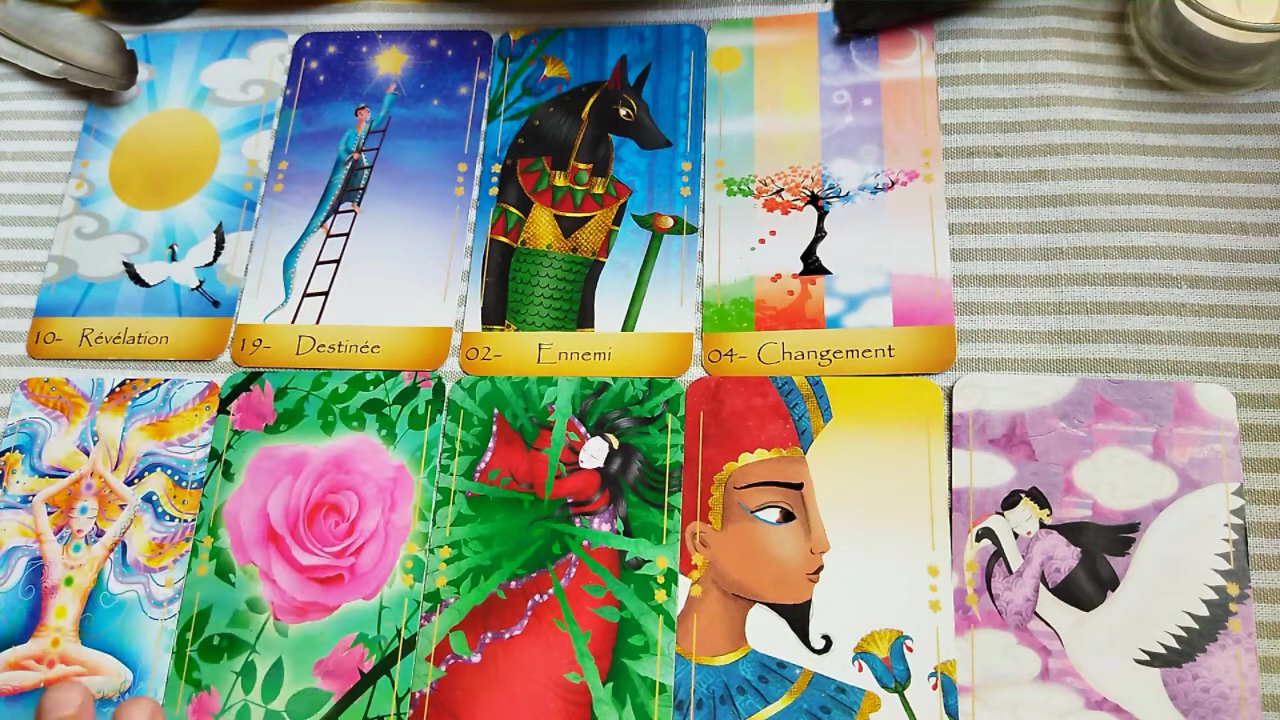 10- Révélation
19- Destinée
02- Ennemi
04- Changement